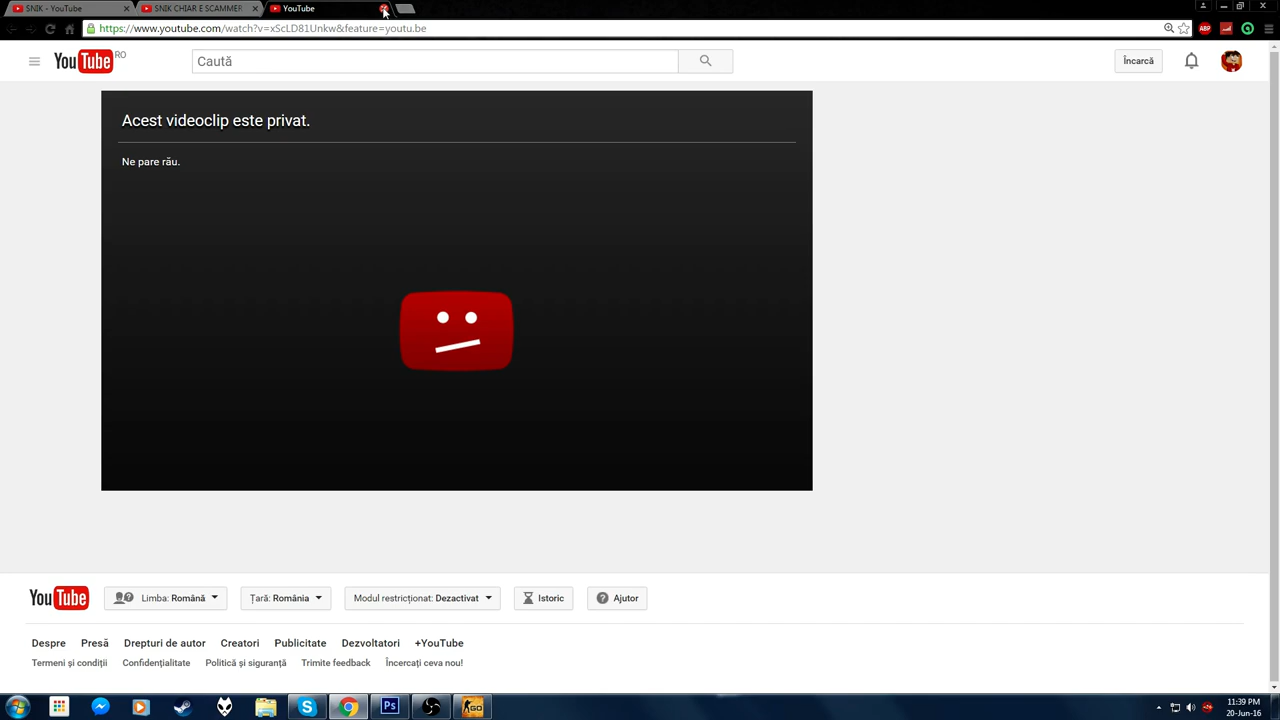 SNIK - YouTube
SNIK CHIAR E SCAMMER
YouTube
https://www.youtube.com/watch?v=xScLD81Unkw&feature=youtu.be
ABP
YouTube RO
Caută
Încarcă
Acest videoclip este privat.
Ne pare rău.
YouTube
Limba: Română
Țară: România
Modul restricționat: Dezactivat
Istoric
Ajutor
Despre
Presă
Drepturi de autor
Creatori
Publicitate
Dezvoltatori
+YouTube
Termeni și condiții
Confidențialitate
Politică și siguranță
Trimite feedback
Încercați ceva nou!
Ps
GO
11:39 PM
20-Jun-16